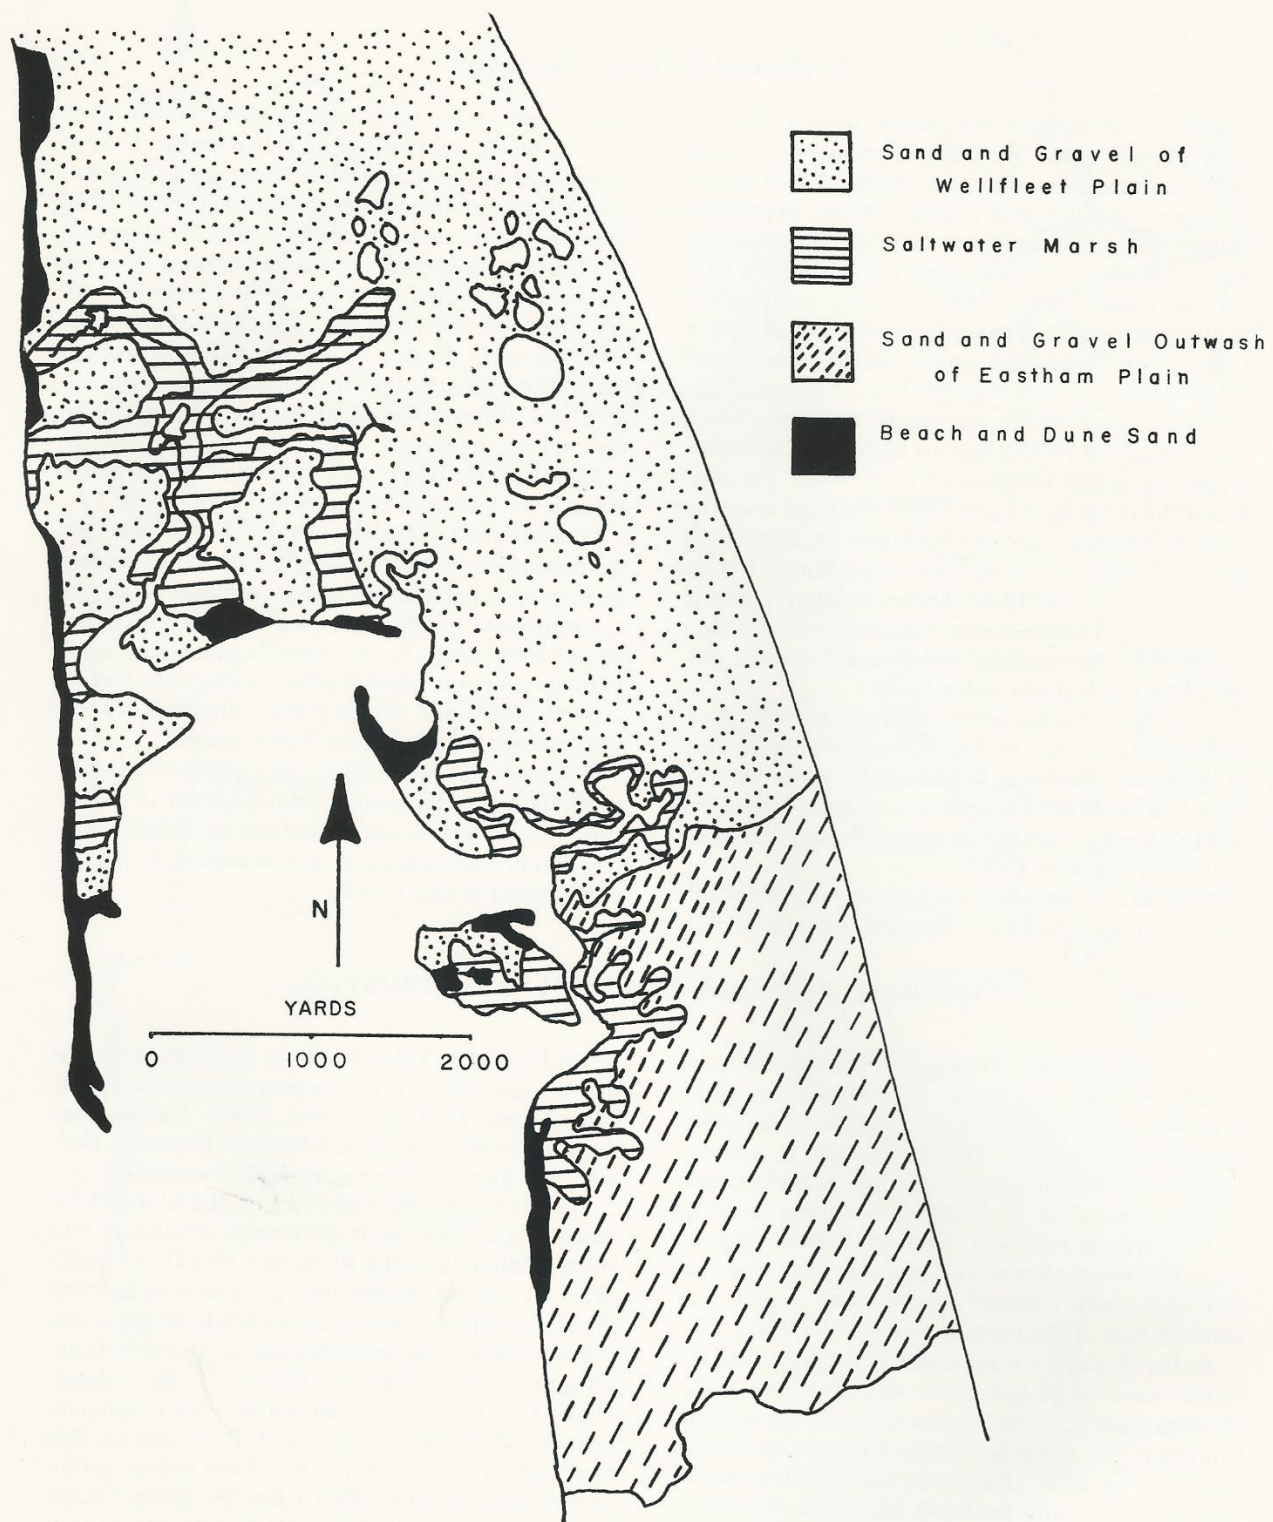 Sand and Gravel of
Wellfleet Plain
Saltwater Marsh
Sand and Gravel Outwash
of Eastham Plain
Beach and Dune Sand
N
YARDS
0 1000 2000